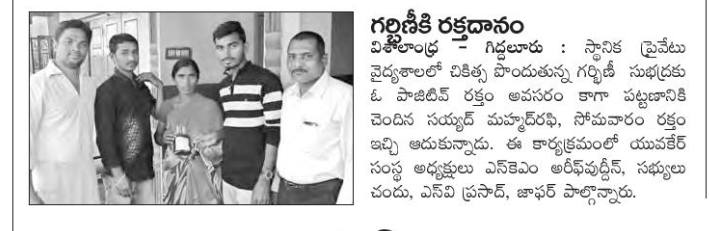 గర్భిణీకి రక్తదానం
విశాలాంధ్ర - గిద్దలూరు : స్థానిక ప్రైవేటు
వైద్యశాలలో చికిత్స పొందుతున్న గర్భిణీ సుభద్రకు
ఓ పాజిటివ్ రక్తం అవసరం కాగా పట్టణానికి
చెందిన సయ్యద్ మహ్మద్‌రఫి, సోమవారం రక్తం
ఇచ్చి ఆదుకున్నాడు. ఈ కార్యక్రమంలో యువకేర్
సంస్థ అధ్యక్షులు ఎస్‌కెఎం అరీఫ్‌వుద్దీన్, సభ్యులు
చందు, ఎస్‌వి ప్రసాద్, జాఫర్ పాల్గొన్నారు.